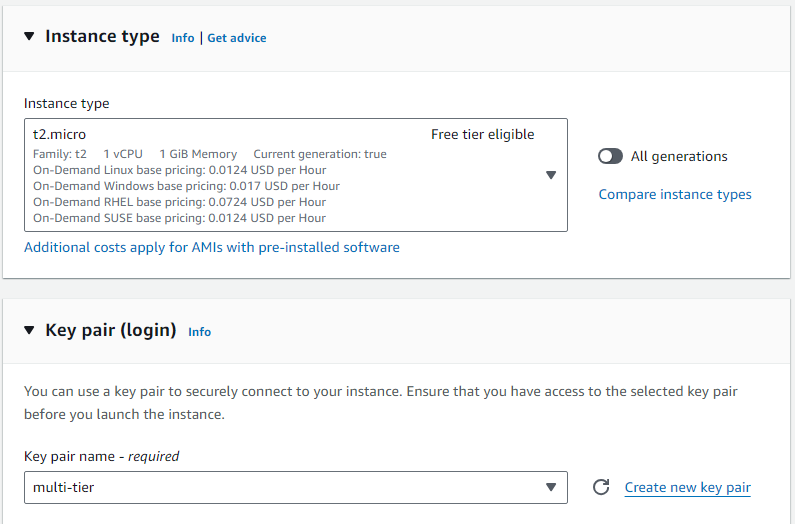 Instance type Info | Get advice
Instance type
t2.micro Free tier eligible
Family: t2 1 vCPU 1 GiB Memory Current generation: true
On-Demand Linux base pricing: 0.0124 USD per Hour
On-Demand Windows base pricing: 0.017 USD per Hour
On-Demand RHEL base pricing: 0.0724 USD per Hour
On-Demand SUSE base pricing: 0.0124 USD per Hour
All generations
Compare instance types
Additional costs apply for AMIs with pre-installed software
Key pair (login) Info
You can use a key pair to securely connect to your instance. Ensure that you have access to the selected key pair
before you launch the instance.
Key pair name - required
multi-tier
Create new key pair